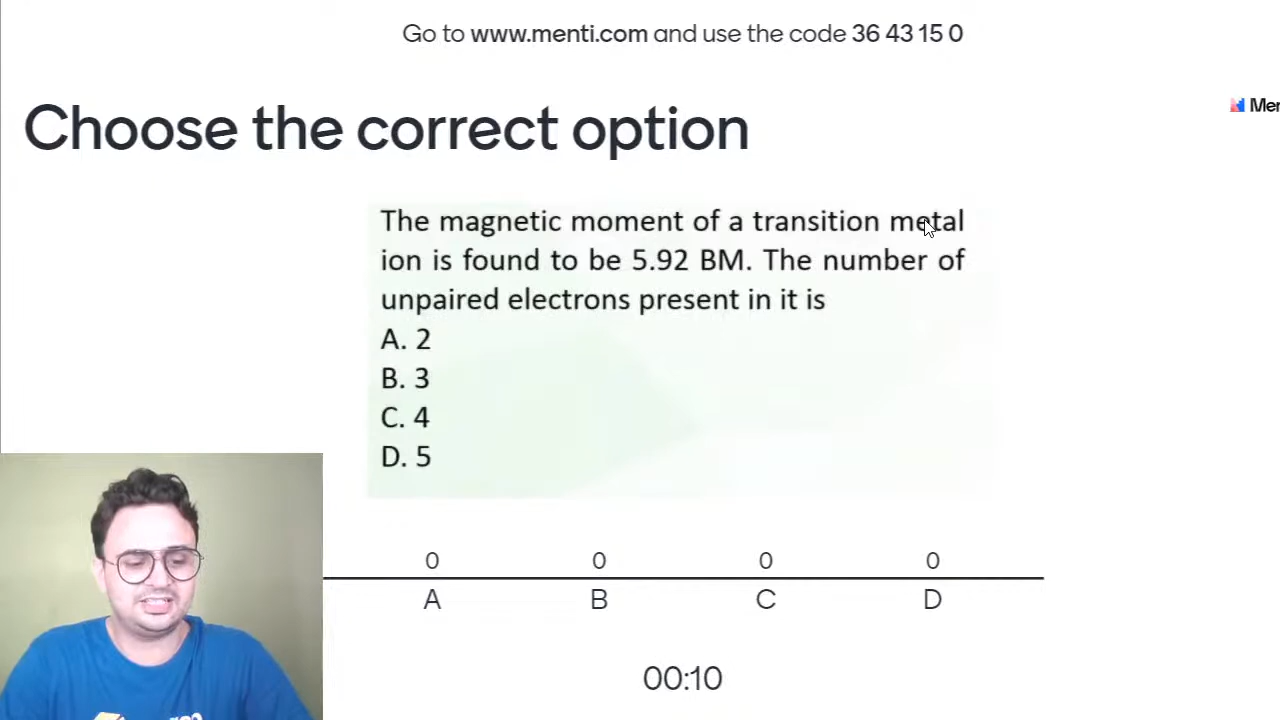 Go to www.menti.com and use the code 36 43 15 0
Choose the correct option
The magnetic moment of a transition metal
ion is found to be 5.92 BM. The number of
unpaired electrons present in it is
A. 2
B. 3
C. 4
D. 5
0 0 0 0
A B C D
00:10